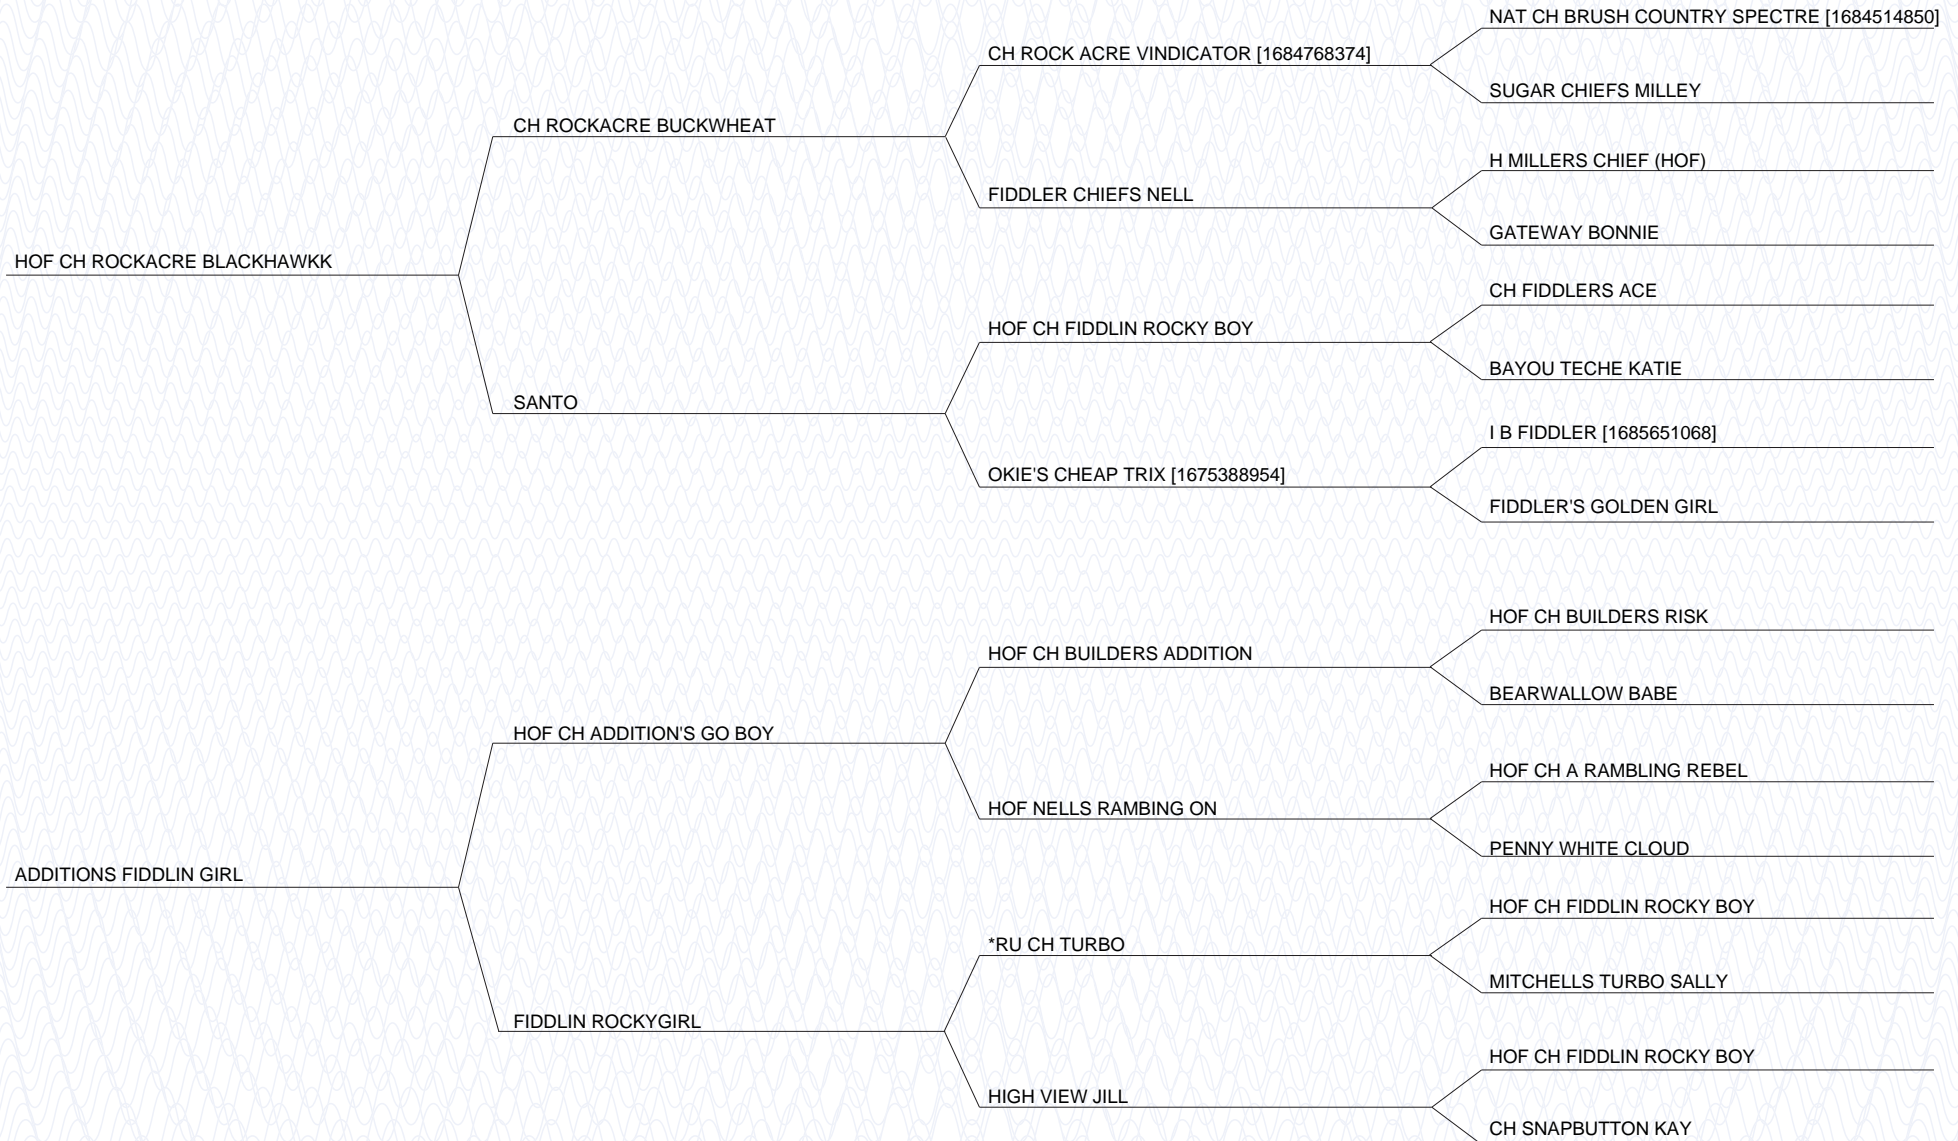 NAT CH BRUSH COUNTRY SPECTRE [1684514850]
CH ROCK ACRE VINDICATOR [1684768374]
SUGAR CHIEFS MILLEY
CH ROCKACRE BUCKWHEAT
H MILLERS CHIEF (HOF)
FIDDLER CHIEFS NELL
GATEWAY BONNIE
HOF CH ROCKACRE BLACKHAWKK
CH FIDDLERS ACE
HOF CH FIDDLIN ROCKY BOY
BAYOU TECHE KATIE
SANTO
I B FIDDLER [1685651068]
OKIE'S CHEAP TRIX [1675388954]
FIDDLER'S GOLDEN GIRL
HOF CH BUILDERS RISK
HOF CH BUILDERS ADDITION
BEARWALLOW BABE
HOF CH ADDITION'S GO BOY
HOF CH A RAMBLING REBEL
HOF NELLS RAMBING ON
PENNY WHITE CLOUD
ADDITIONS FIDDLIN GIRL
HOF CH FIDDLIN ROCKY BOY
*RU CH TURBO
MITCHELLS TURBO SALLY
FIDDLIN ROCKYGIRL
HOF CH FIDDLIN ROCKY BOY
HIGH VIEW JILL
CH SNAPBUTTON KAY